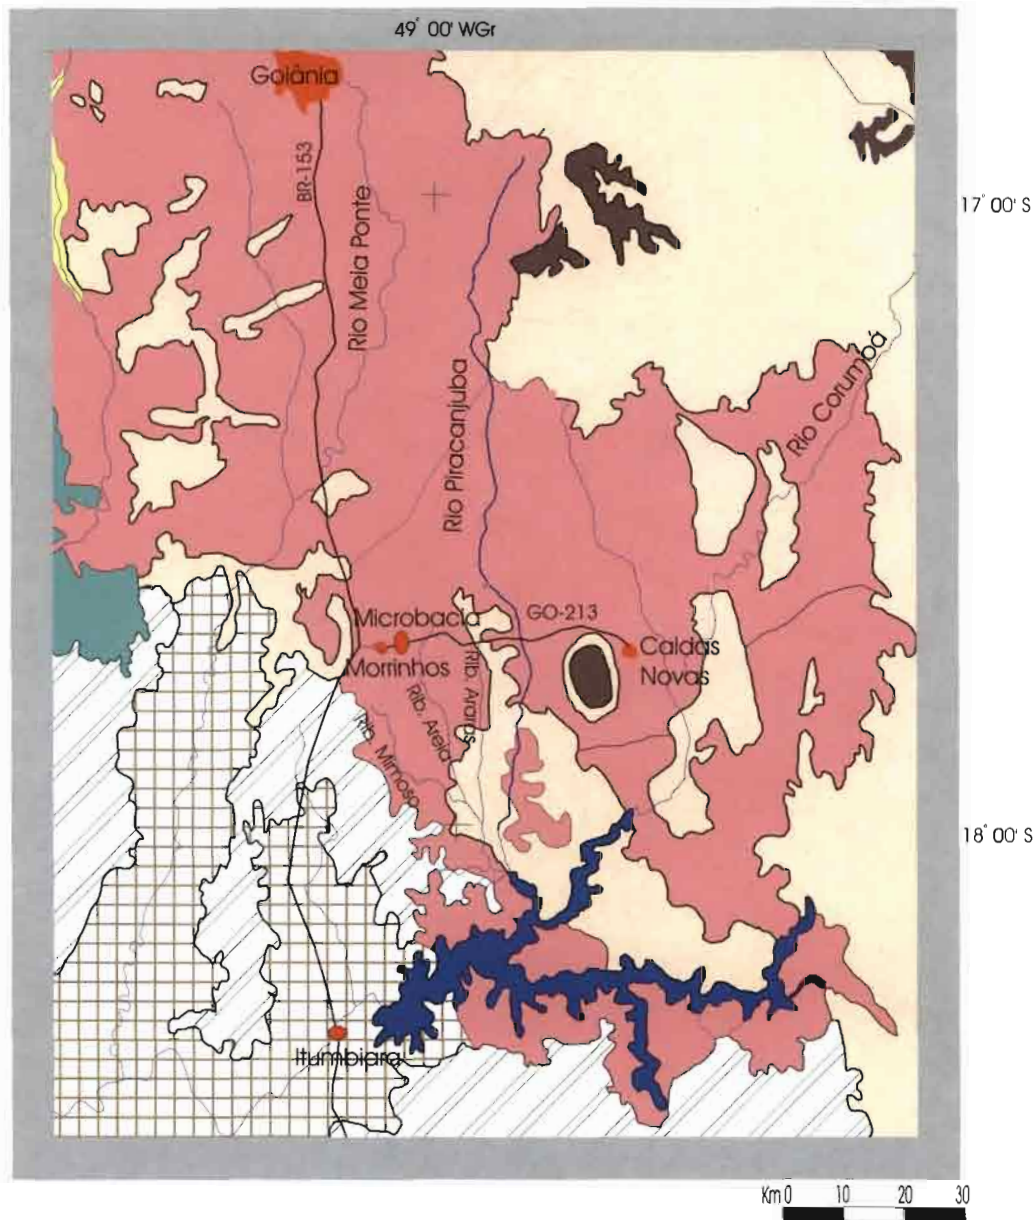 49° 00' WGr
Goiânia
BR-153
Rio Meia Ponte
17° 00' S
Rio Piracanjuba
Rio Corumbá
Microbacia
GO-213
Morrinhos
Caldas
Novas
Rib. Araras
Rib. Areia
Rib. Mimoso
18° 00' S
Itumbiara
Km 0 10 20 30